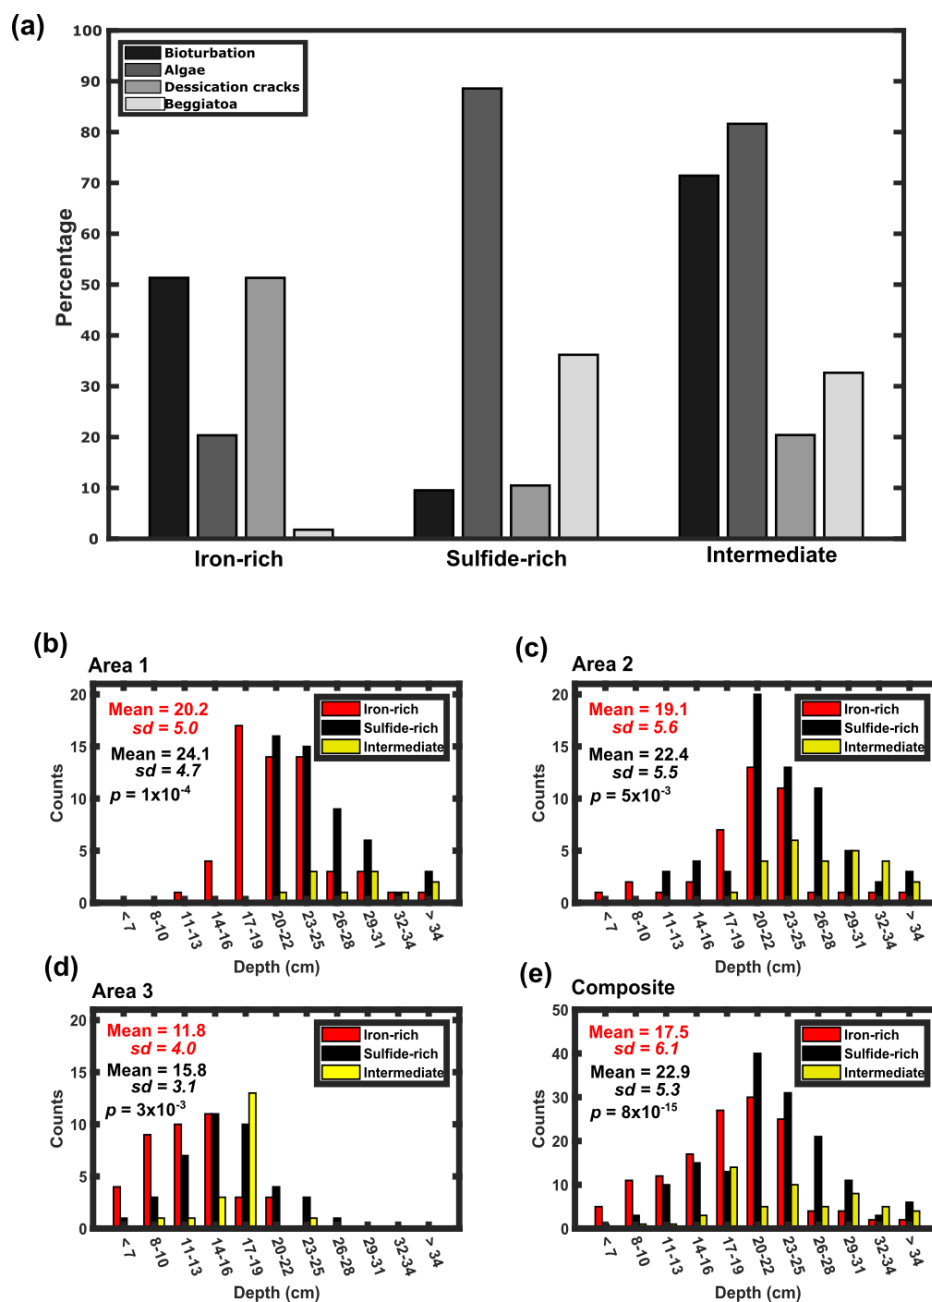 (a)
100
90
80
70
60
50
40
30
20
10
0
Percentage
Bioturbation
Algae
Dessication cracks
Beggiatoa
Iron-rich
Sulfide-rich
Intermediate
(b)
Area 1
20
15
10
5
0
Counts
Mean = 20.2
sd = 5.0
Mean = 24.1
sd = 4.7
p = 1x10⁻⁴
Iron-rich
Sulfide-rich
Intermediate
< 7
8-10
11-13
14-16
17-19
20-22
23-25
26-28
29-31
32-34
> 34
Depth (cm)
(c)
Area 2
20
15
10
5
0
Counts
Mean = 19.1
sd = 5.6
Mean = 22.4
sd = 5.5
p = 5x10⁻³
Iron-rich
Sulfide-rich
Intermediate
< 7
8-10
11-13
14-16
17-19
20-22
23-25
26-28
29-31
32-34
> 34
Depth (cm)
(d)
Area 3
20
15
10
5
0
Counts
Mean = 11.8
sd = 4.0
Mean = 15.8
sd = 3.1
p = 3x10⁻³
Iron-rich
Sulfide-rich
Intermediate
< 7
8-10
11-13
14-16
17-19
20-22
23-25
26-28
29-31
32-34
> 34
Depth (cm)
(e)
Composite
50
40
30
20
10
0
Counts
Mean = 17.5
sd = 6.1
Mean = 22.9
sd = 5.3
p = 8x10⁻¹⁵
Iron-rich
Sulfide-rich
Intermediate
< 7
8-10
11-13
14-16
17-19
20-22
23-25
26-28
29-31
32-34
> 34
Depth (cm)